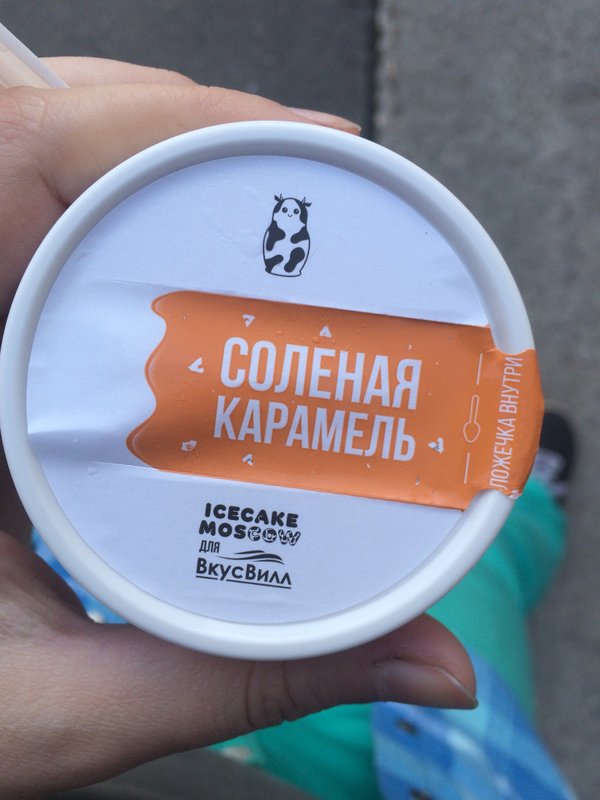 СОЛЕНАЯ
КАРАМЕЛЬ
ЛОЖЕЧКА ВНУТРИ
ICECAKE
MOSCOW
ДЛЯ
ВкусВилл